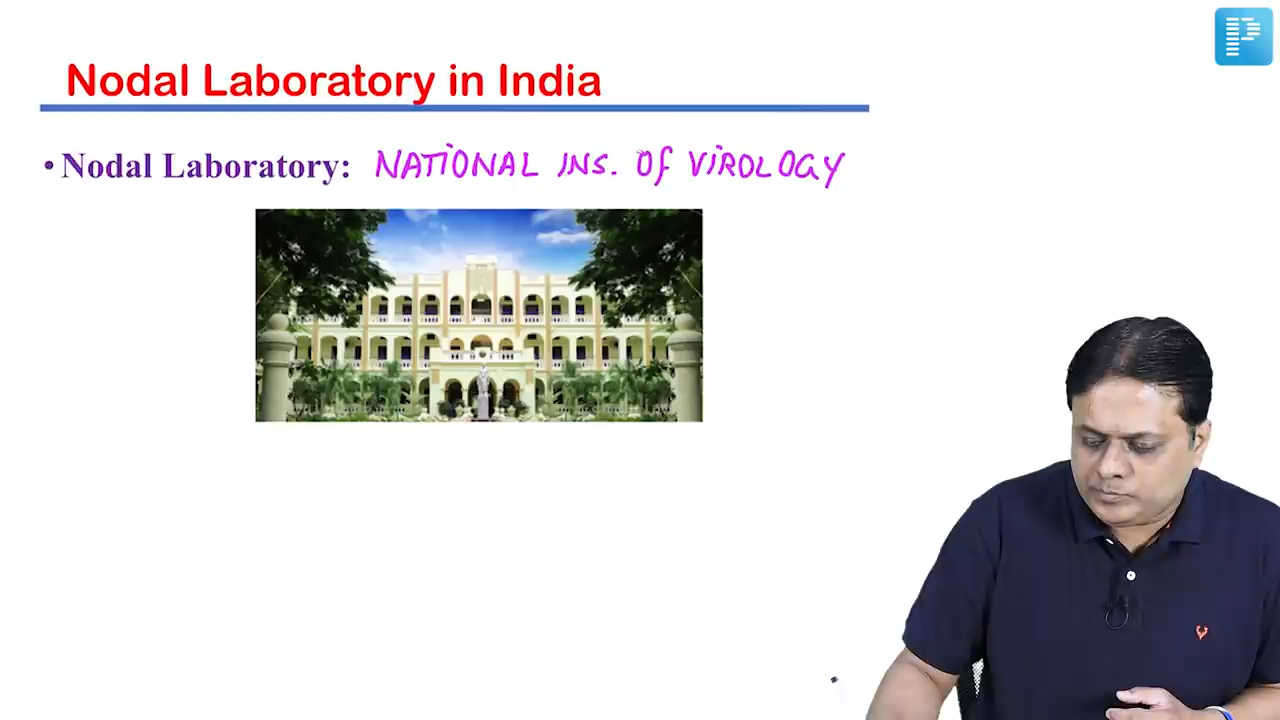 Nodal Laboratory in India
• Nodal Laboratory: NATIONAL INS. OF VIROLOGY
P